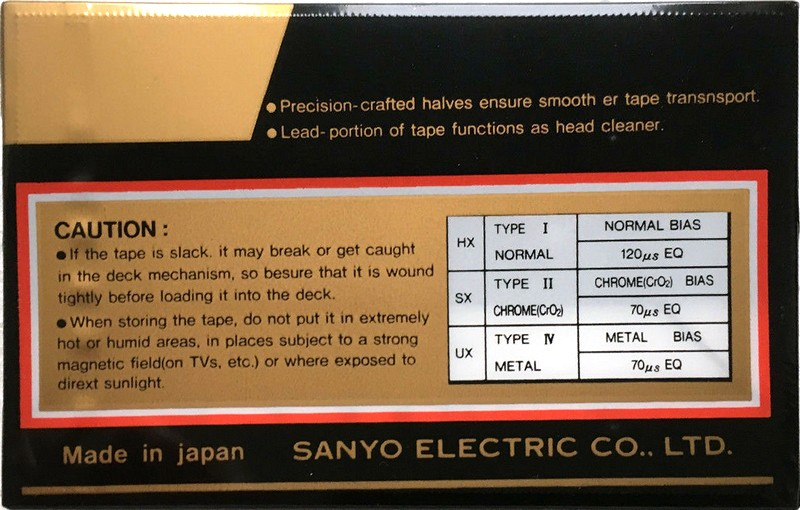 ● Precision-crafted halves ensure smooth er tape transnsport.
● Lead-portion of tape functions as head cleaner.
CAUTION :
● If the tape is slack. it may break or get caught
in the deck mechanism, so besure that it is wound
tightly before loading it into the deck.
● When storing the tape, do not put it in extremely
hot or humid areas, in places subject to a strong
magnetic field(on TVs, etc.) or where exposed to
dirext sunlight.
HX TYPE I NORMAL BIAS
NORMAL 120μs EQ
SX TYPE II CHROME(CrO₂) BIAS
CHROME(CrO₂) 70μs EQ
UX TYPE IV METAL BIAS
METAL 70μs EQ
Made in japan SANYO ELECTRIC CO., LTD.